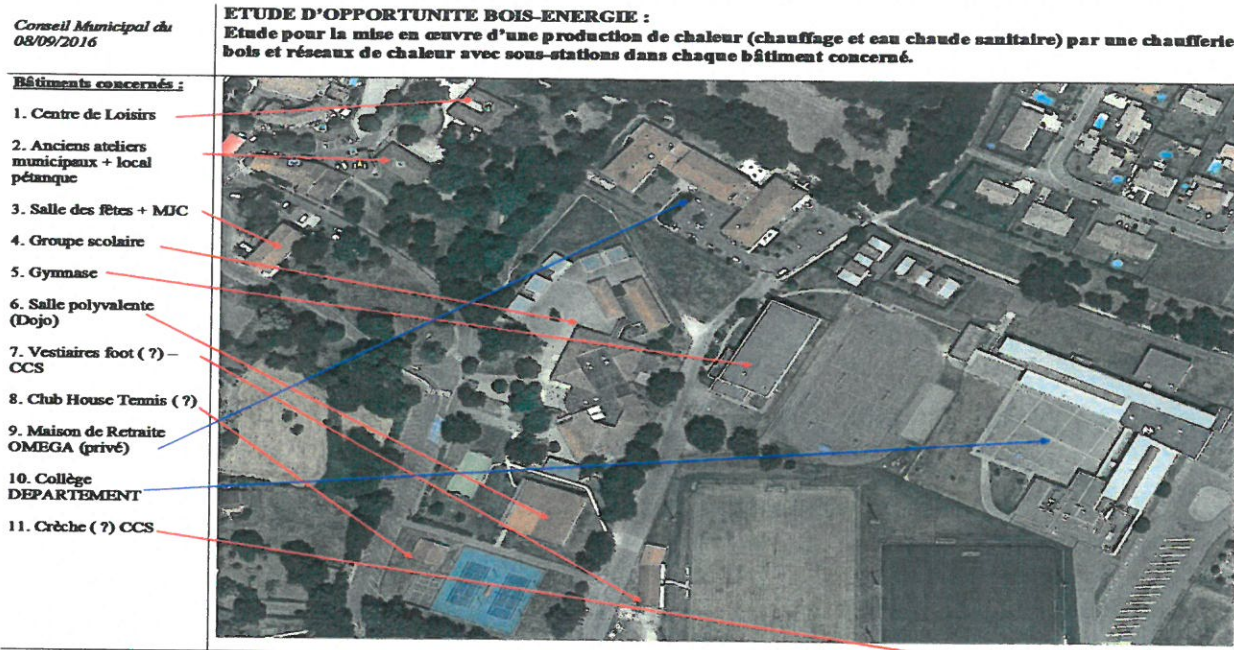 Conseil Municipal du
08/09/2016
ETUDE D'OPPORTUNITE BOIS-ENERGIE :
Etude pour la mise en œuvre d'une production de chaleur (chauffage et eau chaude sanitaire) par une chaufferie
bois et réseaux de chaleur avec sous-stations dans chaque bâtiment concerné.
Bâtiments concernés :
1. Centre de Loisirs
2. Anciens ateliers
municipaux + local
pétanque
3. Salle des fêtes + MJC
4. Groupe scolaire
5. Gymnase
6. Salle polyvalente
(Dojo)
7. Vestiaires foot ( ?) –
CCS
8. Club House Tennis ( ?)
9. Maison de Retraite
OMEGA (privé)
10. Collège
DEPARTEMENT
11. Crèche ( ?) CCS